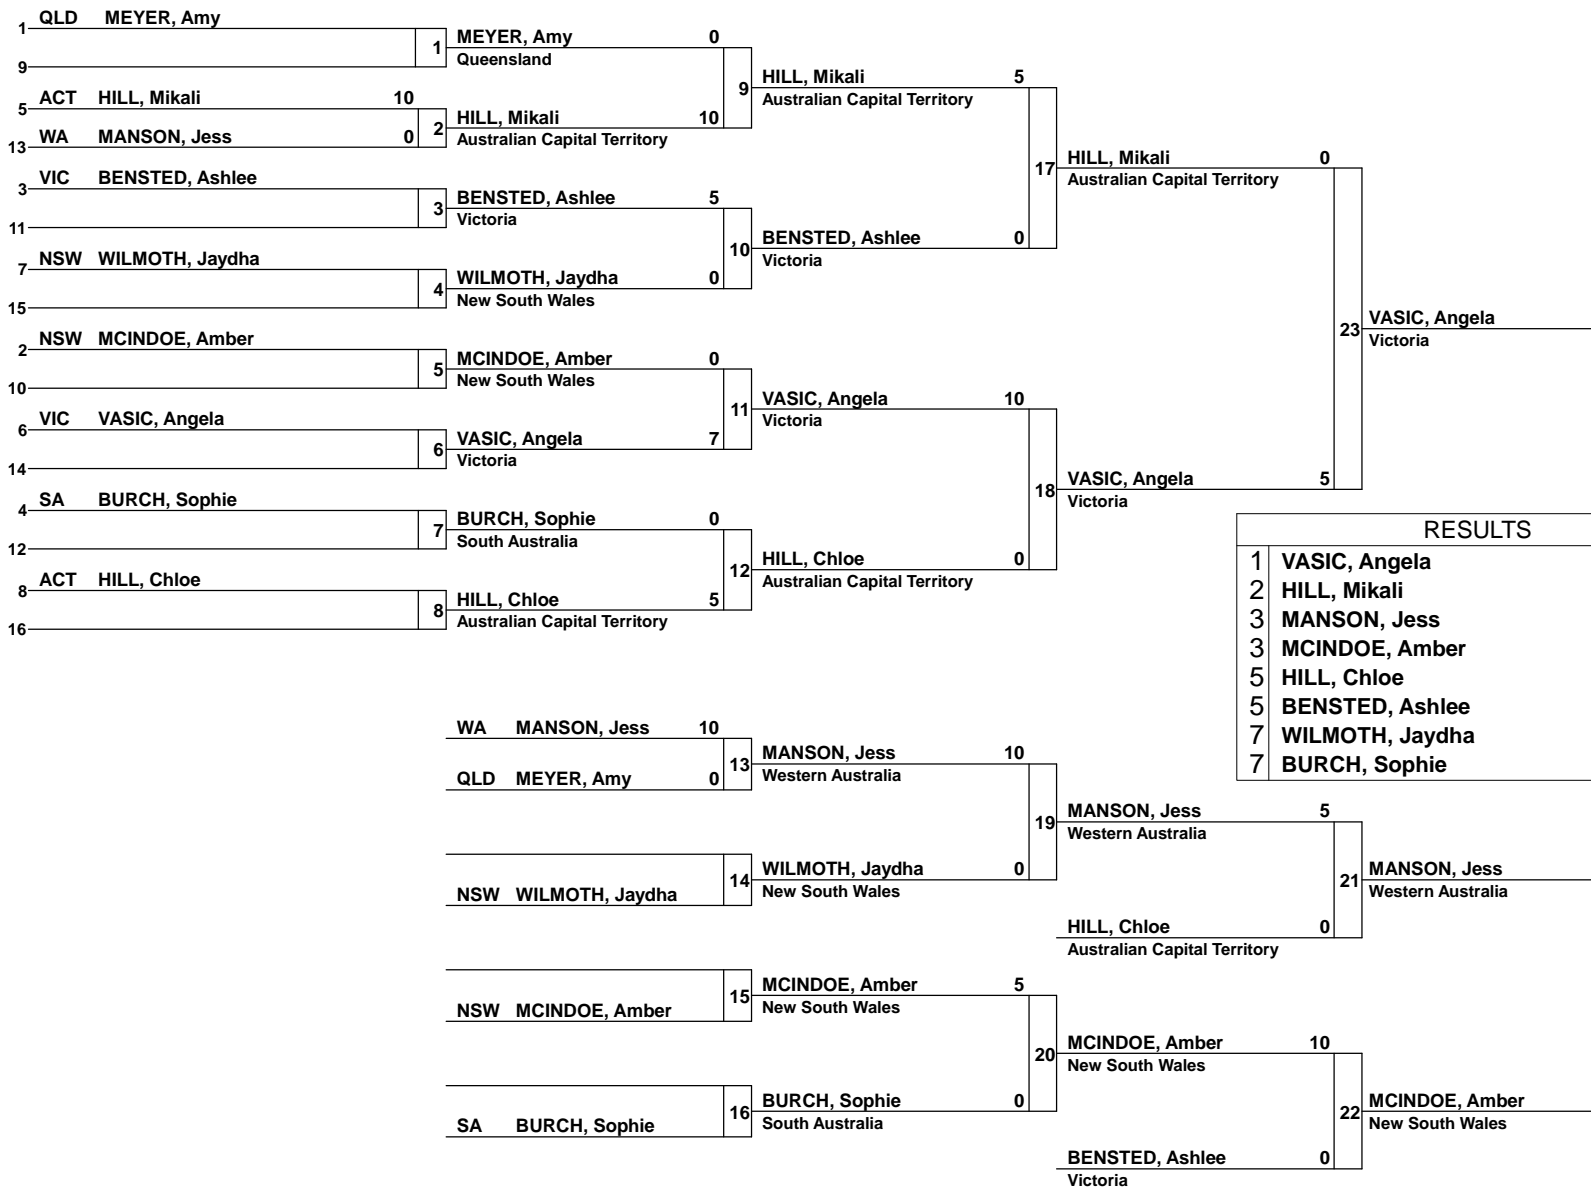 1 QLD MEYER, Amy
9
5 ACT HILL, Mikali 10
13 WA MANSON, Jess 0
3 VIC BENSTED, Ashlee
11
7 NSW WILMOTH, Jaydha
15
2 NSW MCINDOE, Amber
10
6 VIC VASIC, Angela
14
4 SA BURCH, Sophie
12
8 ACT HILL, Chloe
16
1 MEYER, Amy 0
Queensland
2 HILL, Mikali 10
Australian Capital Territory
3 BENSTED, Ashlee 5
Victoria
4 WILMOTH, Jaydha 0
New South Wales
5 MCINDOE, Amber 0
New South Wales
6 VASIC, Angela 7
Victoria
7 BURCH, Sophie 0
South Australia
8 HILL, Chloe 5
Australian Capital Territory
9 HILL, Mikali 5
Australian Capital Territory
10 BENSTED, Ashlee 0
Victoria
11 VASIC, Angela 10
Victoria
12 HILL, Chloe 0
Australian Capital Territory
17 HILL, Mikali 0
Australian Capital Territory
18 VASIC, Angela 5
Victoria
23 VASIC, Angela
Victoria
RESULTS
1 VASIC, Angela
2 HILL, Mikali
3 MANSON, Jess
3 MCINDOE, Amber
5 HILL, Chloe
5 BENSTED, Ashlee
7 WILMOTH, Jaydha
7 BURCH, Sophie
WA MANSON, Jess 10
QLD MEYER, Amy 0
NSW WILMOTH, Jaydha
NSW MCINDOE, Amber
SA BURCH, Sophie
13 MANSON, Jess 10
Western Australia
14 WILMOTH, Jaydha 0
New South Wales
15 MCINDOE, Amber 5
New South Wales
16 BURCH, Sophie 0
South Australia
19 MANSON, Jess 5
Western Australia
HILL, Chloe 0
Australian Capital Territory
20 MCINDOE, Amber 10
New South Wales
BENSTED, Ashlee 0
Victoria
21 MANSON, Jess
Western Australia
22 MCINDOE, Amber
New South Wales